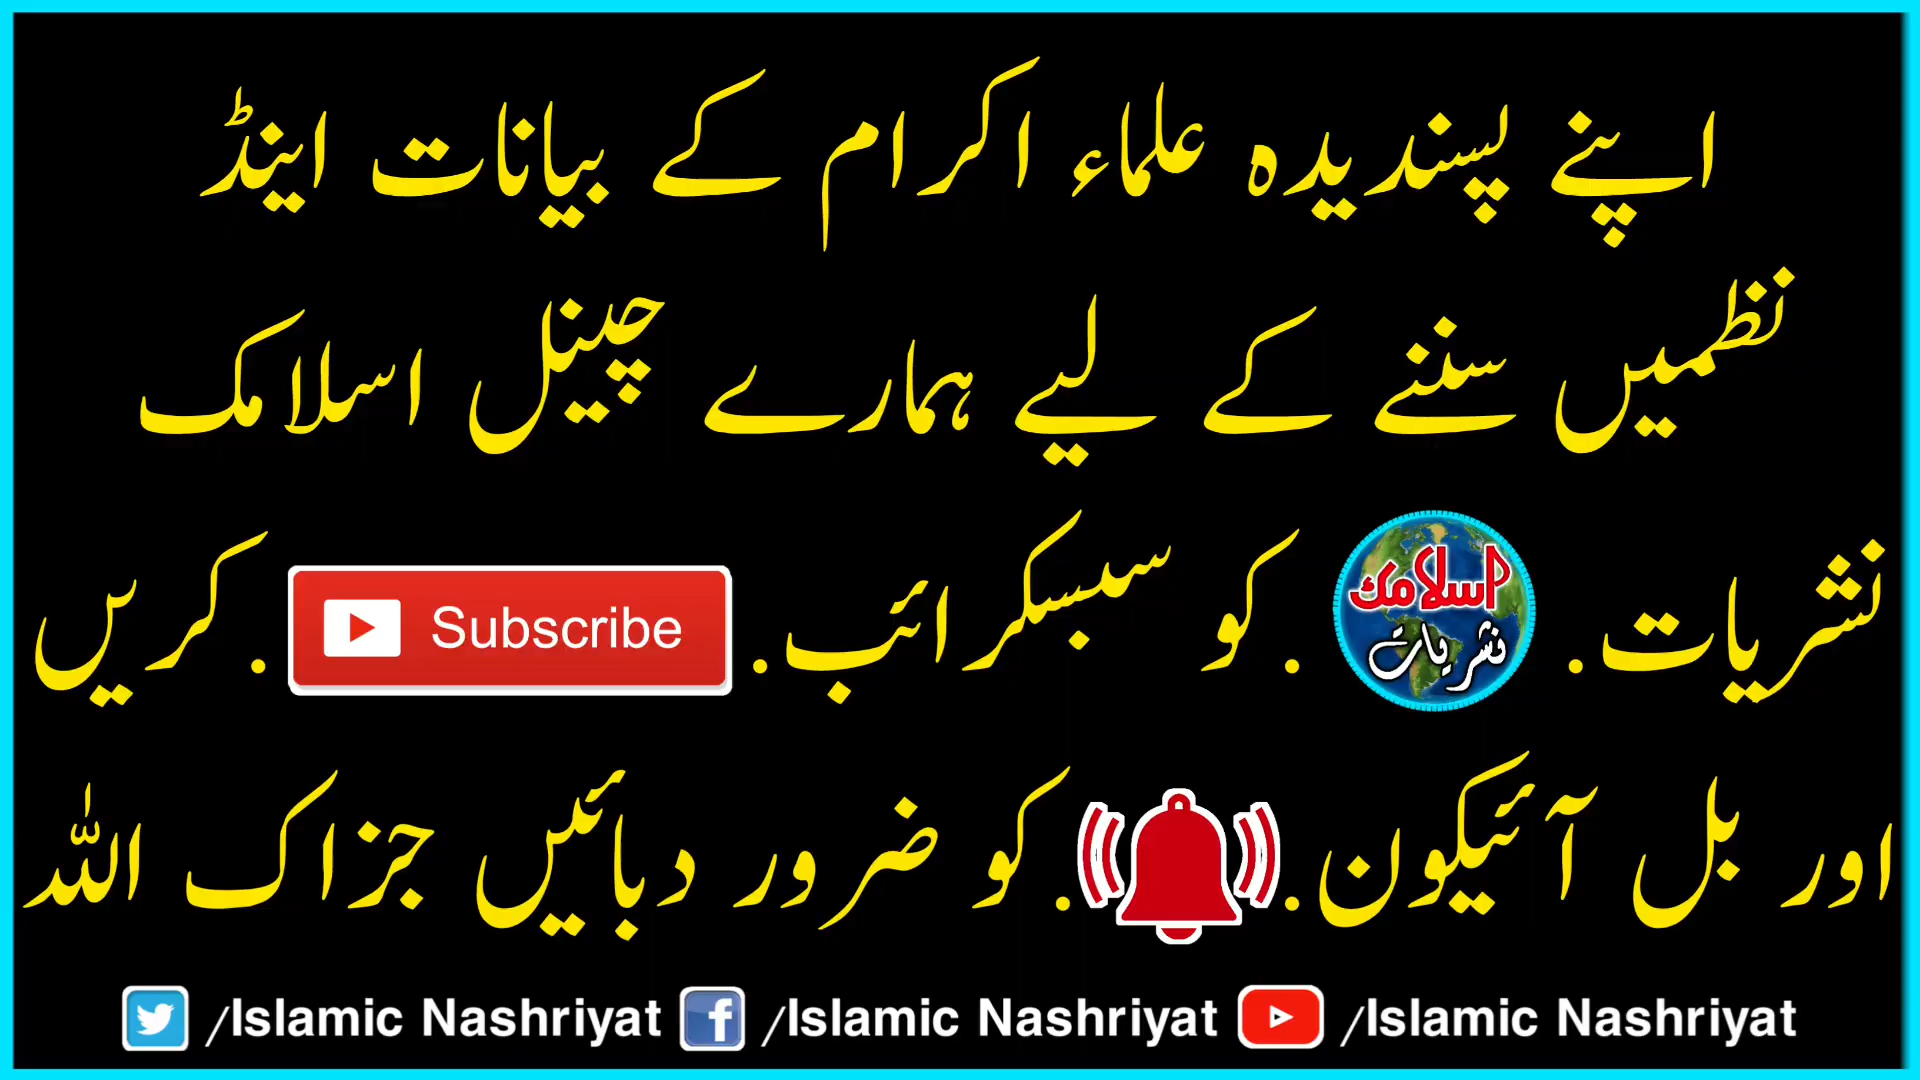 اپنے پسندیدہ علماء اکرام کے بیانات اینڈ
نظمیں سننے کے لیے ہمارے چینل اسلامک
نشریات. اسلامک نشریات .کو سبسکرائب. Subscribe .کریں
اور بل آئیکون. .کو ضرور دبائیں جزاک اللہ
/Islamic Nashriyat /Islamic Nashriyat /Islamic Nashriyat